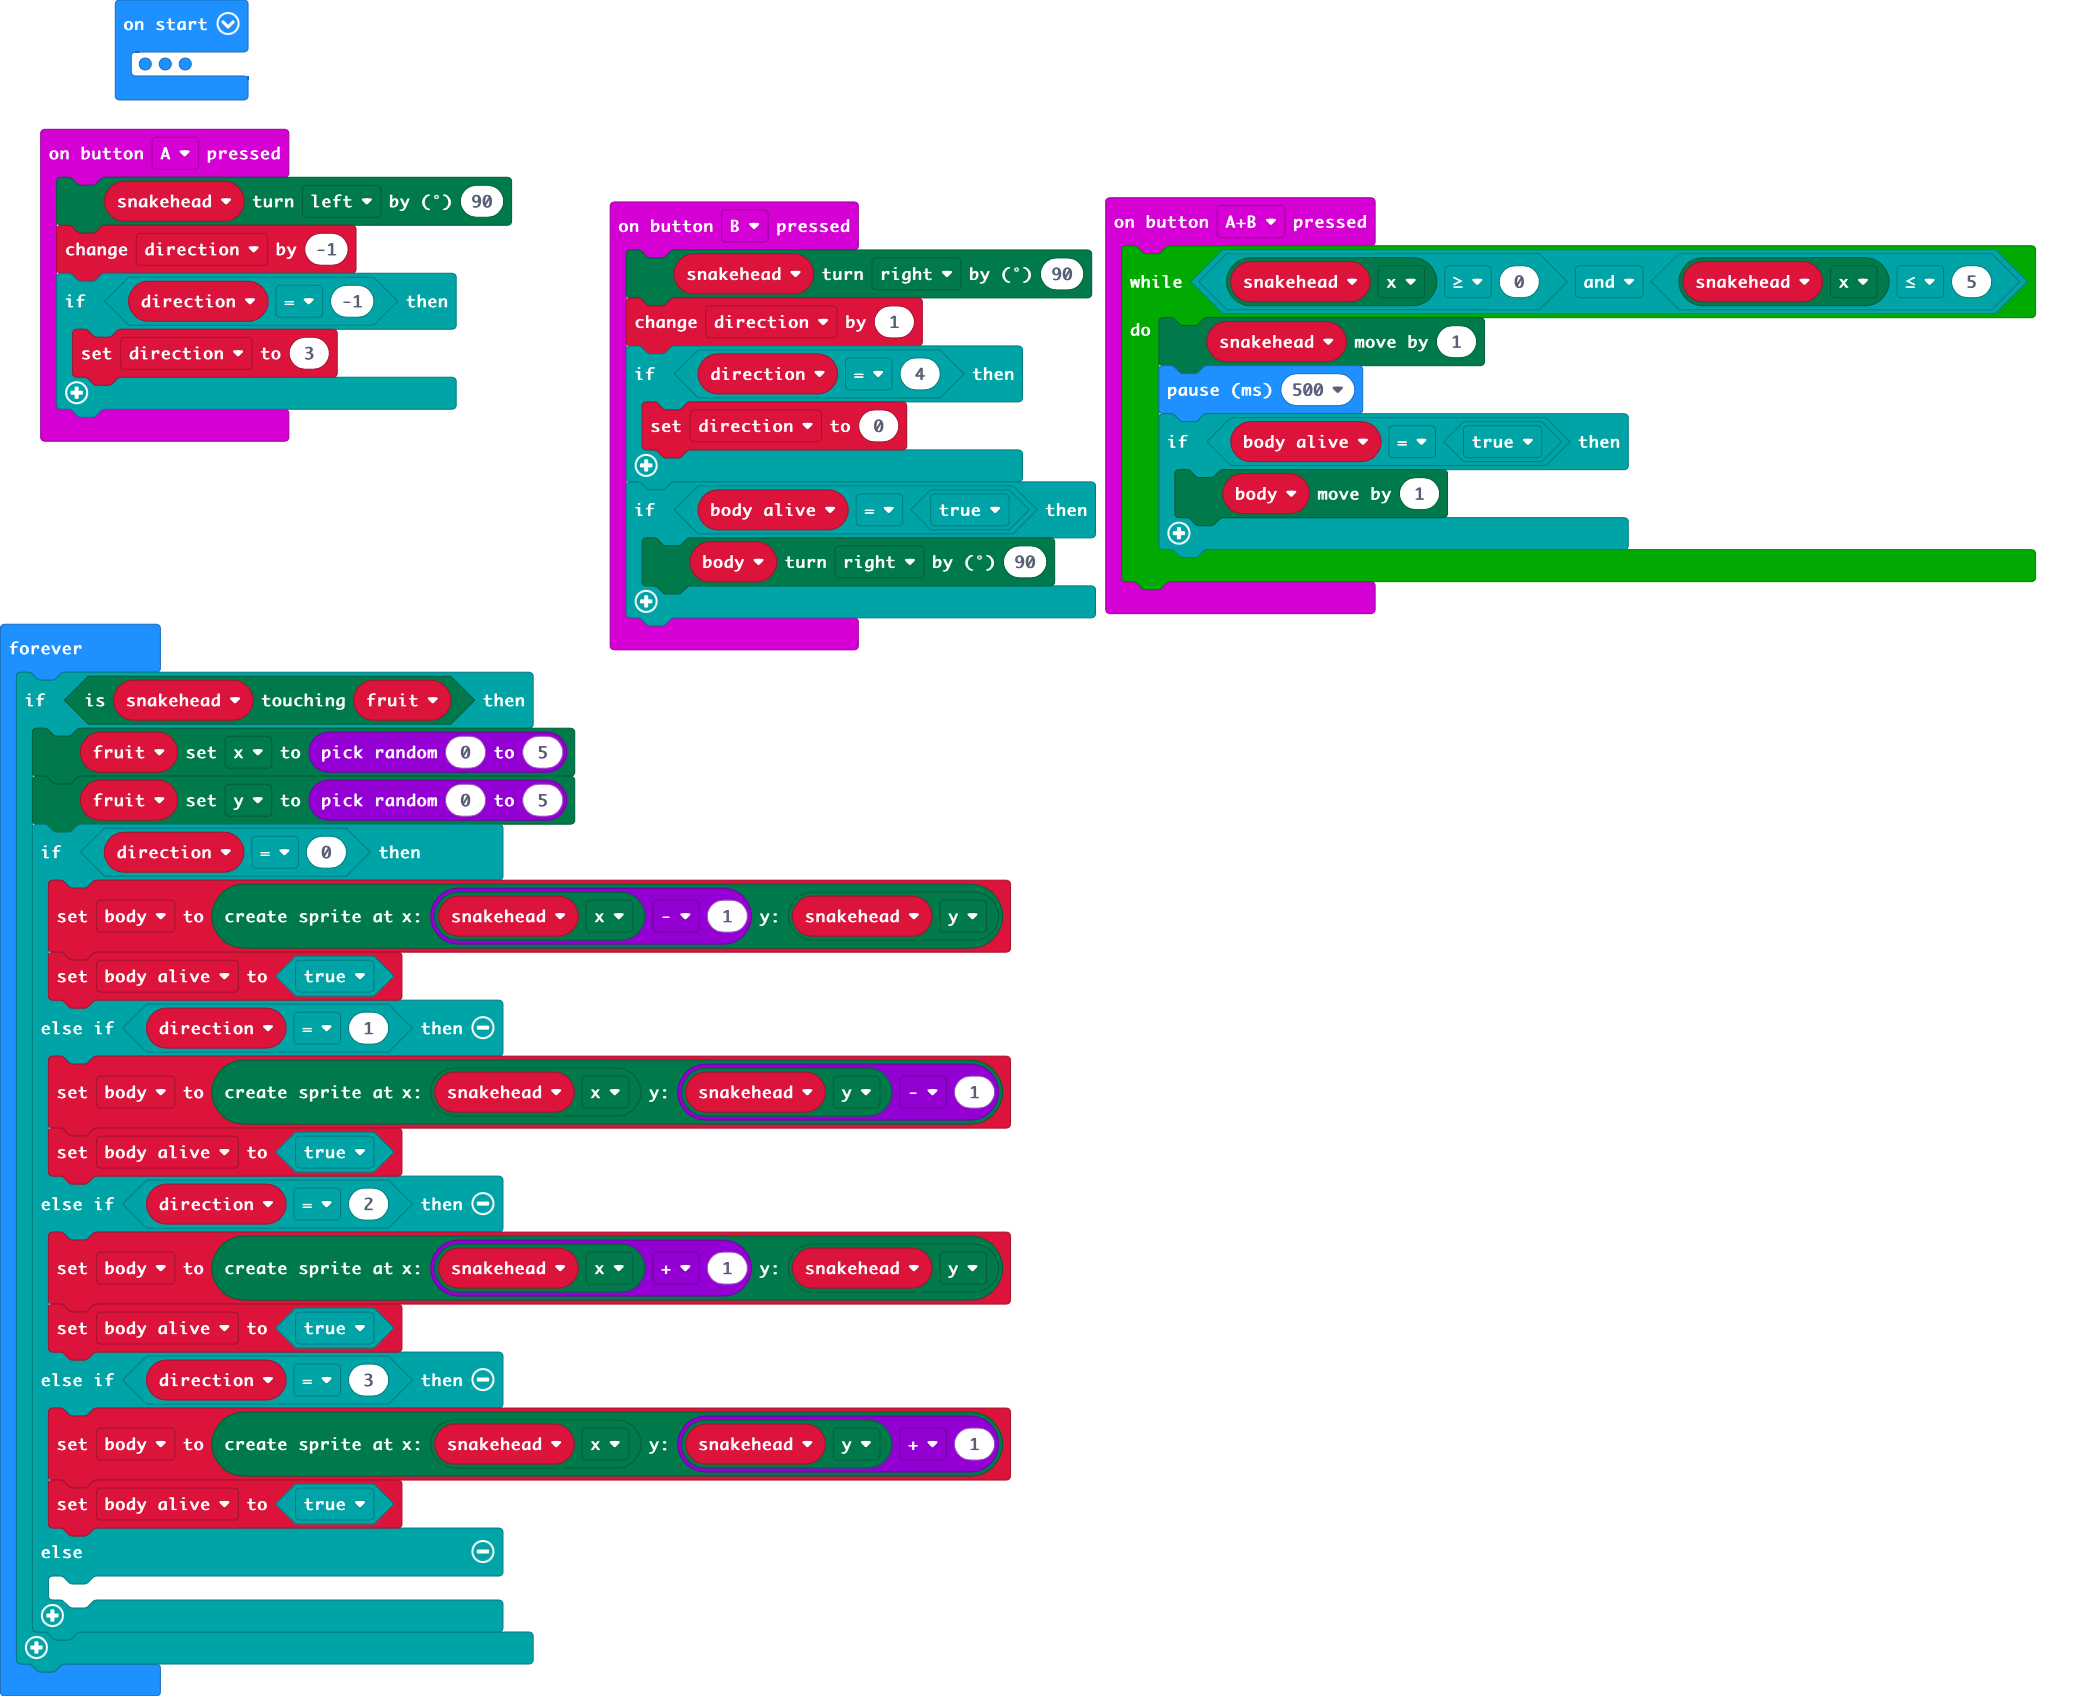 on start
on button A pressed
snakehead turn left by (°) 90
change direction by -1
if direction = -1 then
set direction to 3
on button B pressed
snakehead turn right by (°) 90
change direction by 1
if direction = 4 then
set direction to 0
if body alive = true then
body turn right by (°) 90
on button A+B pressed
while snakehead x ≥ 0 and snakehead x ≤ 5
do
snakehead move by 1
pause (ms) 500
if body alive = true then
body move by 1
forever
if is snakehead touching fruit then
fruit set x to pick random 0 to 5
fruit set y to pick random 0 to 5
if direction = 0 then
set body to create sprite at x: snakehead x - 1 y: snakehead y
set body alive to true
else if direction = 1 then
set body to create sprite at x: snakehead x y: snakehead y - 1
set body alive to true
else if direction = 2 then
set body to create sprite at x: snakehead x + 1 y: snakehead y
set body alive to true
else if direction = 3 then
set body to create sprite at x: snakehead x y: snakehead y + 1
set body alive to true
else